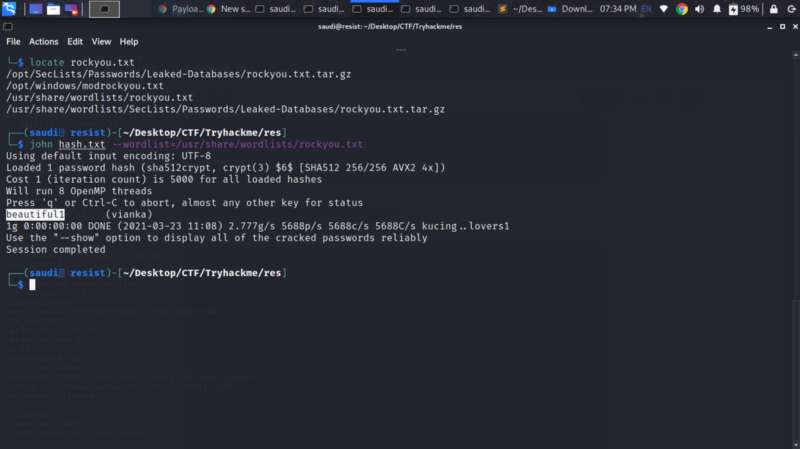 Payloa...
New s...
saudi...
saudi...
saudi...
saudi...
saudi...
~/Des...
Downl...
07:34 PM
EN
98%
saudi@resist: ~/Desktop/CTF/Tryhackme/res
File Actions Edit View Help
└─$ locate rockyou.txt
/opt/SecLists/Passwords/Leaked-Databases/rockyou.txt.tar.gz
/opt/windows/modrockyou.txt
/usr/share/wordlists/rockyou.txt
/usr/share/wordlists/SecLists/Passwords/Leaked-Databases/rockyou.txt.tar.gz
┌──(saudi resist)-[~/Desktop/CTF/Tryhackme/res]
└─$ john hash.txt --wordlist=/usr/share/wordlists/rockyou.txt
Using default input encoding: UTF-8
Loaded 1 password hash (sha512crypt, crypt(3) $6$ [SHA512 256/256 AVX2 4x])
Cost 1 (iteration count) is 5000 for all loaded hashes
Will run 8 OpenMP threads
Press 'q' or Ctrl-C to abort, almost any other key for status
beautiful1 (vianka)
1g 0:00:00:00 DONE (2021-03-23 11:08) 2.777g/s 5688p/s 5688c/s 5688C/s kucing..lovers1
Use the "--show" option to display all of the cracked passwords reliably
Session completed
┌──(saudi resist)-[~/Desktop/CTF/Tryhackme/res]
└─$